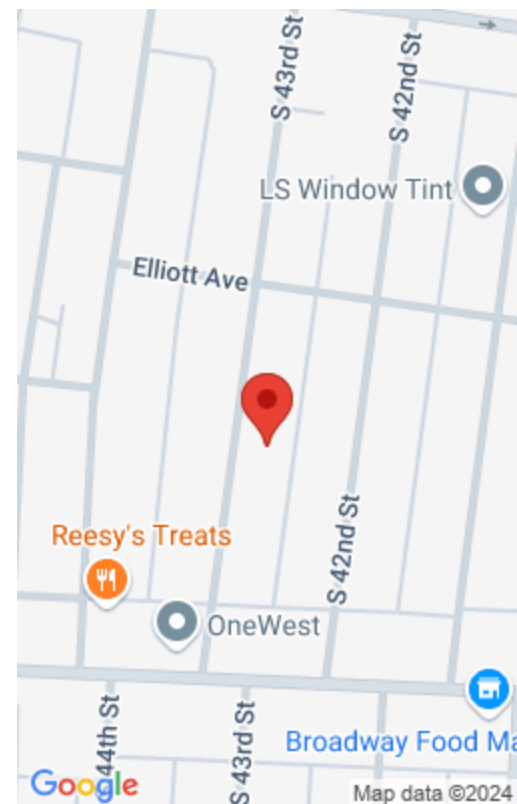 S 43rd St
S 42nd St
LS Window Tint
Elliott Ave
S 42nd St
Reesy's Treats
OneWest
44th St
S 43rd St
Broadway Food Ma
Google
Map data ©2024